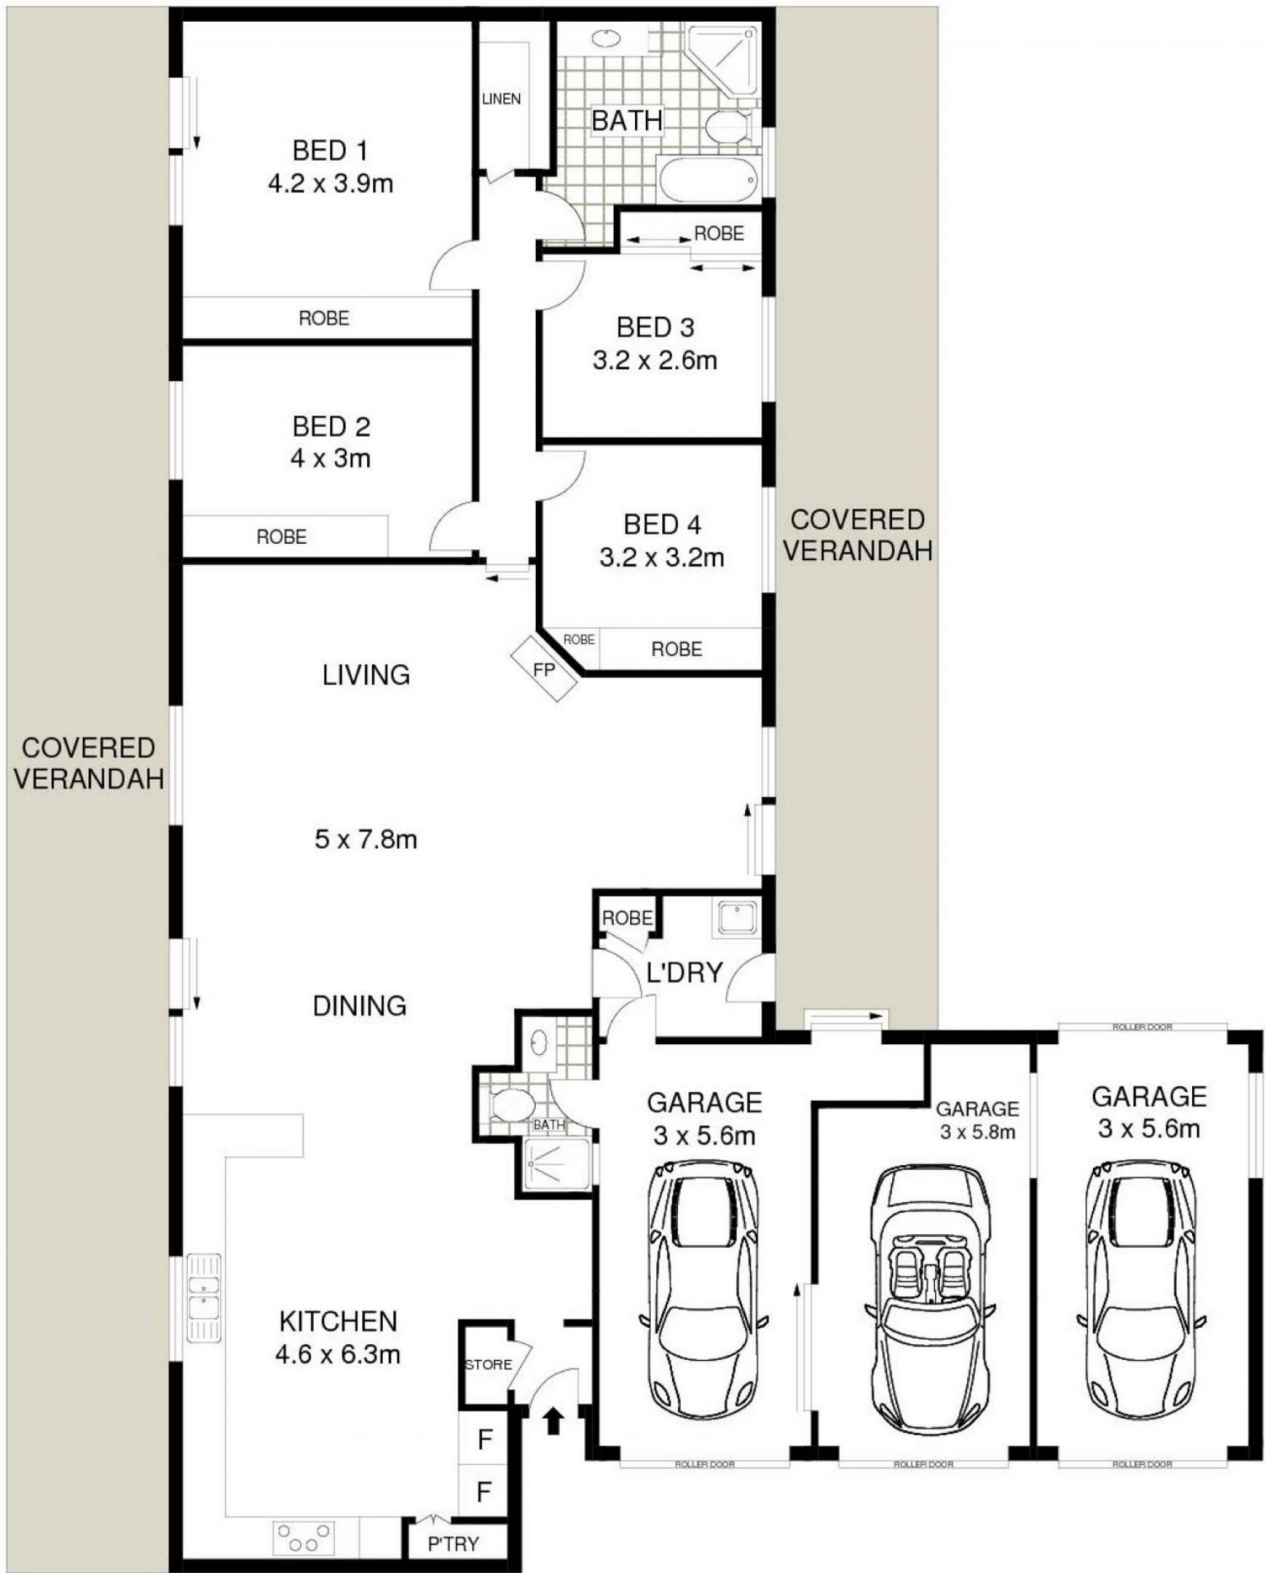 LINEN
BATH
BED 1
4.2 x 3.9m
ROBE
ROBE
BED 3
3.2 x 2.6m
BED 2
4 x 3m
ROBE
BED 4
3.2 x 3.2m
COVERED
VERANDAH
ROBE
ROBE
FP
LIVING
COVERED
VERANDAH
5 x 7.8m
ROBE
L'DRY
DINING
ROLLER DOOR
GARAGE
3 x 5.6m
GARAGE
3 x 5.8m
GARAGE
3 x 5.6m
BATH
KITCHEN
4.6 x 6.3m
STORE
F
F
ROLLER DOOR
ROLLER DOOR
ROLLER DOOR
P'TRY